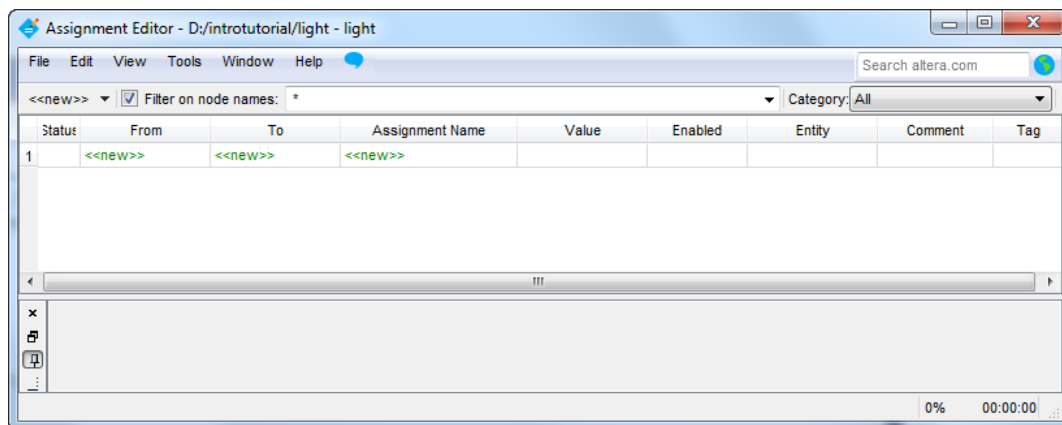 Assignment Editor - D:/introtutorial/light - light
File Edit View Tools Window Help Search altera.com
<<new>> Filter on node names: * Category: All
Status From To Assignment Name Value Enabled Entity Comment Tag
1 <<new>> <<new>> <<new>>
0% 00:00:00